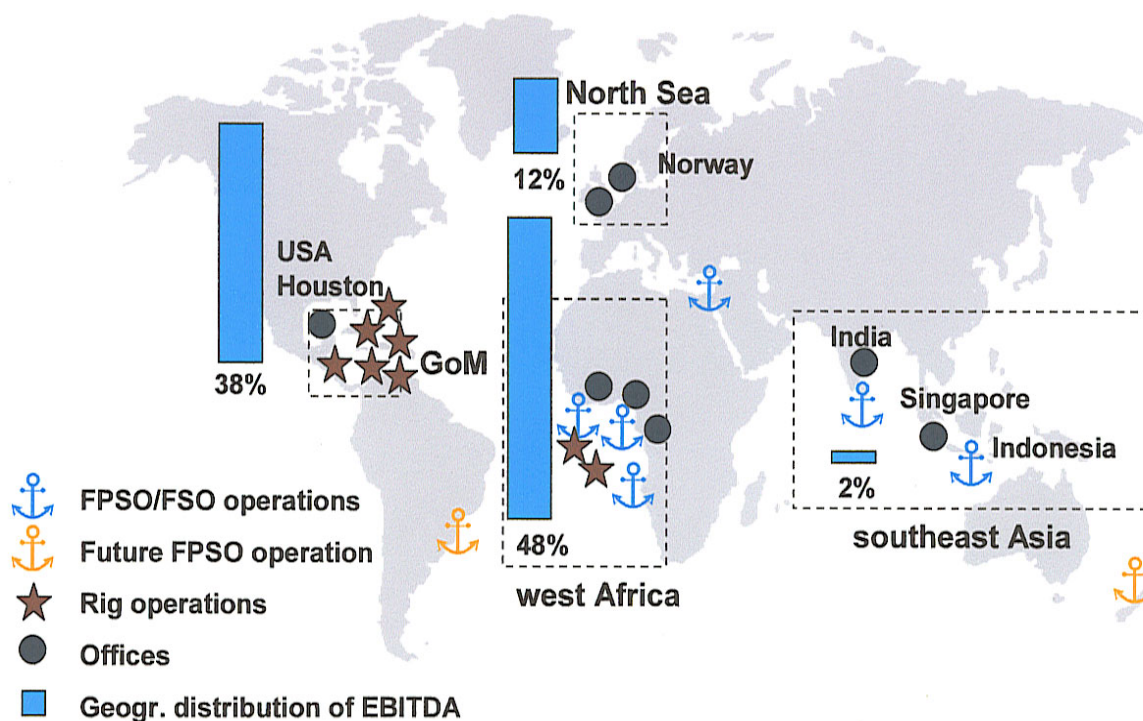 North Sea
Norway
12%
USA
Houston
GoM
38%
India
Singapore
Indonesia
2%
southeast Asia
48%
west Africa
FPSO/FSO operations
Future FPSO operation
Rig operations
Offices
Geogr. distribution of EBITDA